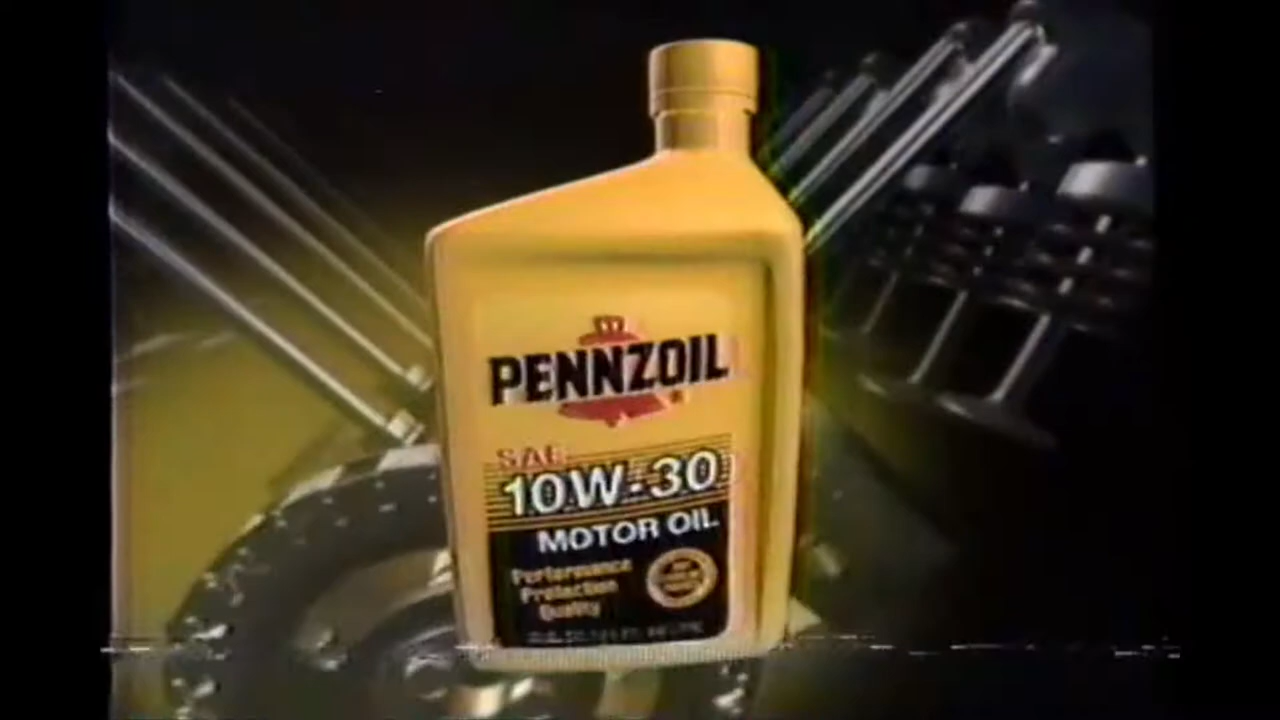 PENNZOIL
SAE
10W-30
MOTOR OIL
Performance
Protection
Quality